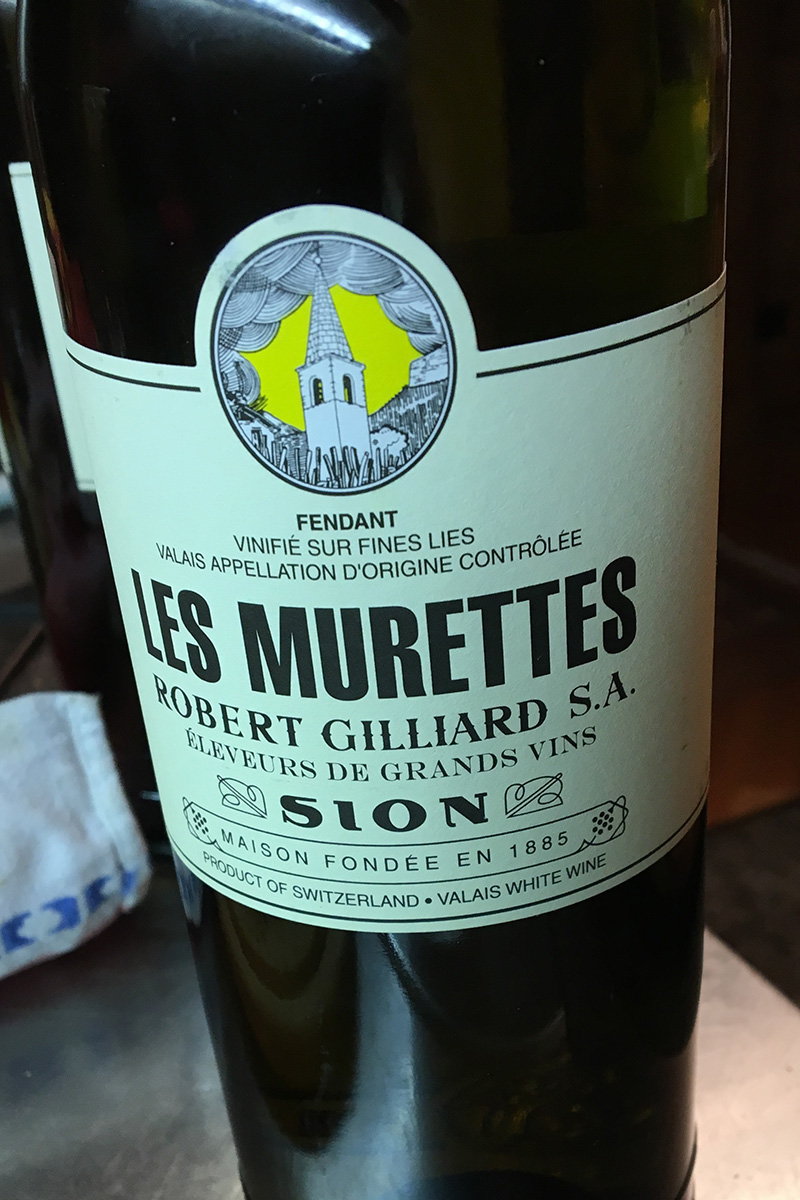 FENDANT
VINIFIÉ SUR FINES LIES
VALAIS APPELLATION D'ORIGINE CONTRÔLÉE
LES MURETTES
ROBERT GILLIARD S.A.
ÉLEVEURS DE GRANDS VINS
SION
MAISON FONDÉE EN 1885
PRODUCT OF SWITZERLAND • VALAIS WHITE WINE